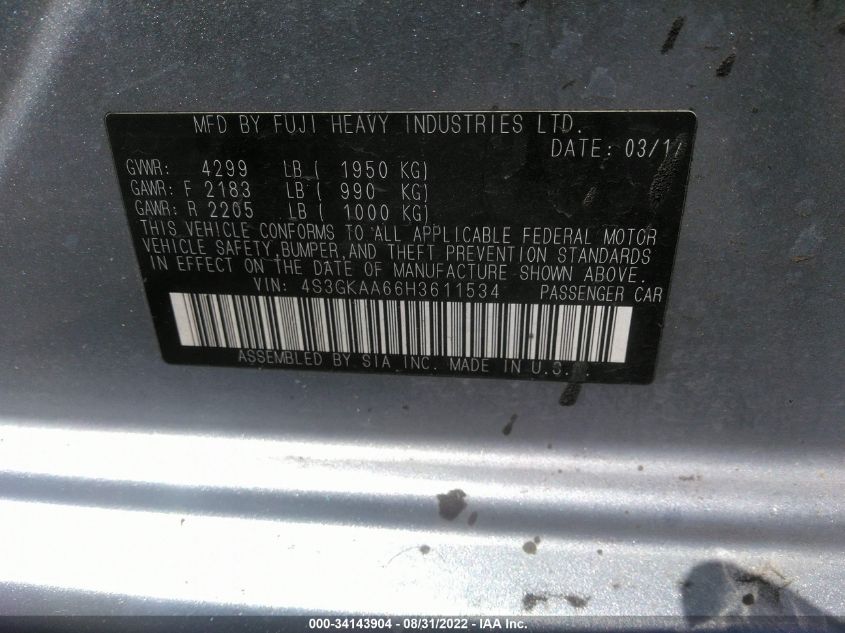 MFD BY FUJI HEAVY INDUSTRIES LTD.
DATE: 03/1
GVWR: 4299 LB ( 1950 KG)
GAWR: F 2183 LB ( 990 KG)
GAWR: R 2205 LB ( 1000 KG)
THIS VEHICLE CONFORMS TO ALL APPLICABLE FEDERAL MOTOR
VEHICLE SAFETY,BUMPER,AND THEFT PREVENTION STANDARDS
IN EFFECT ON THE DATE OF MANUFACTURE SHOWN ABOVE.
VIN: 4S3GKAA66H3611534 PASSENGER CAR
ASSEMBLED BY SIA INC. MADE IN U.S.
000-34143904 - 08/31/2022 - IAA Inc.